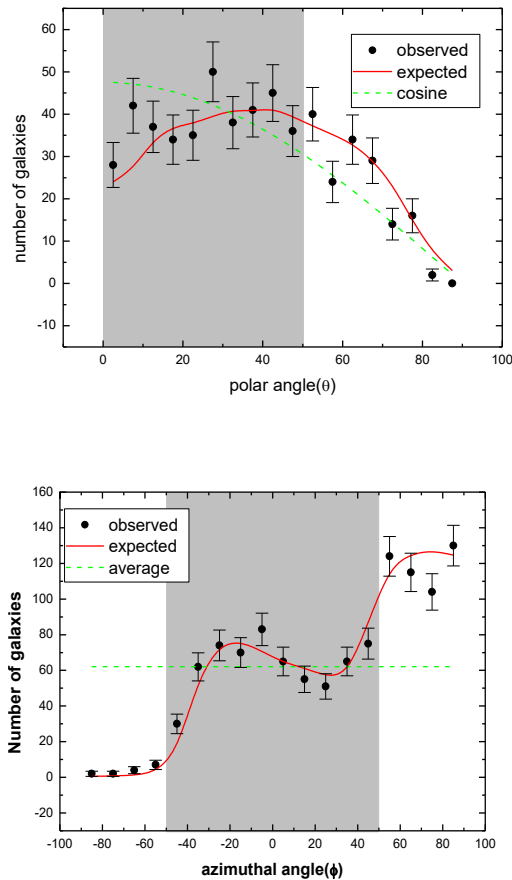 60
50
40
30
20
10
0
-10
number of galaxies
observed
expected
cosine
0 20 40 60 80 100
polar angle(θ)
160
140
120
100
80
60
40
20
0
-20
Number of galaxies
observed
expected
average
-100 -80 -60 -40 -20 0 20 40 60 80 100
azimuthal angle(ϕ)